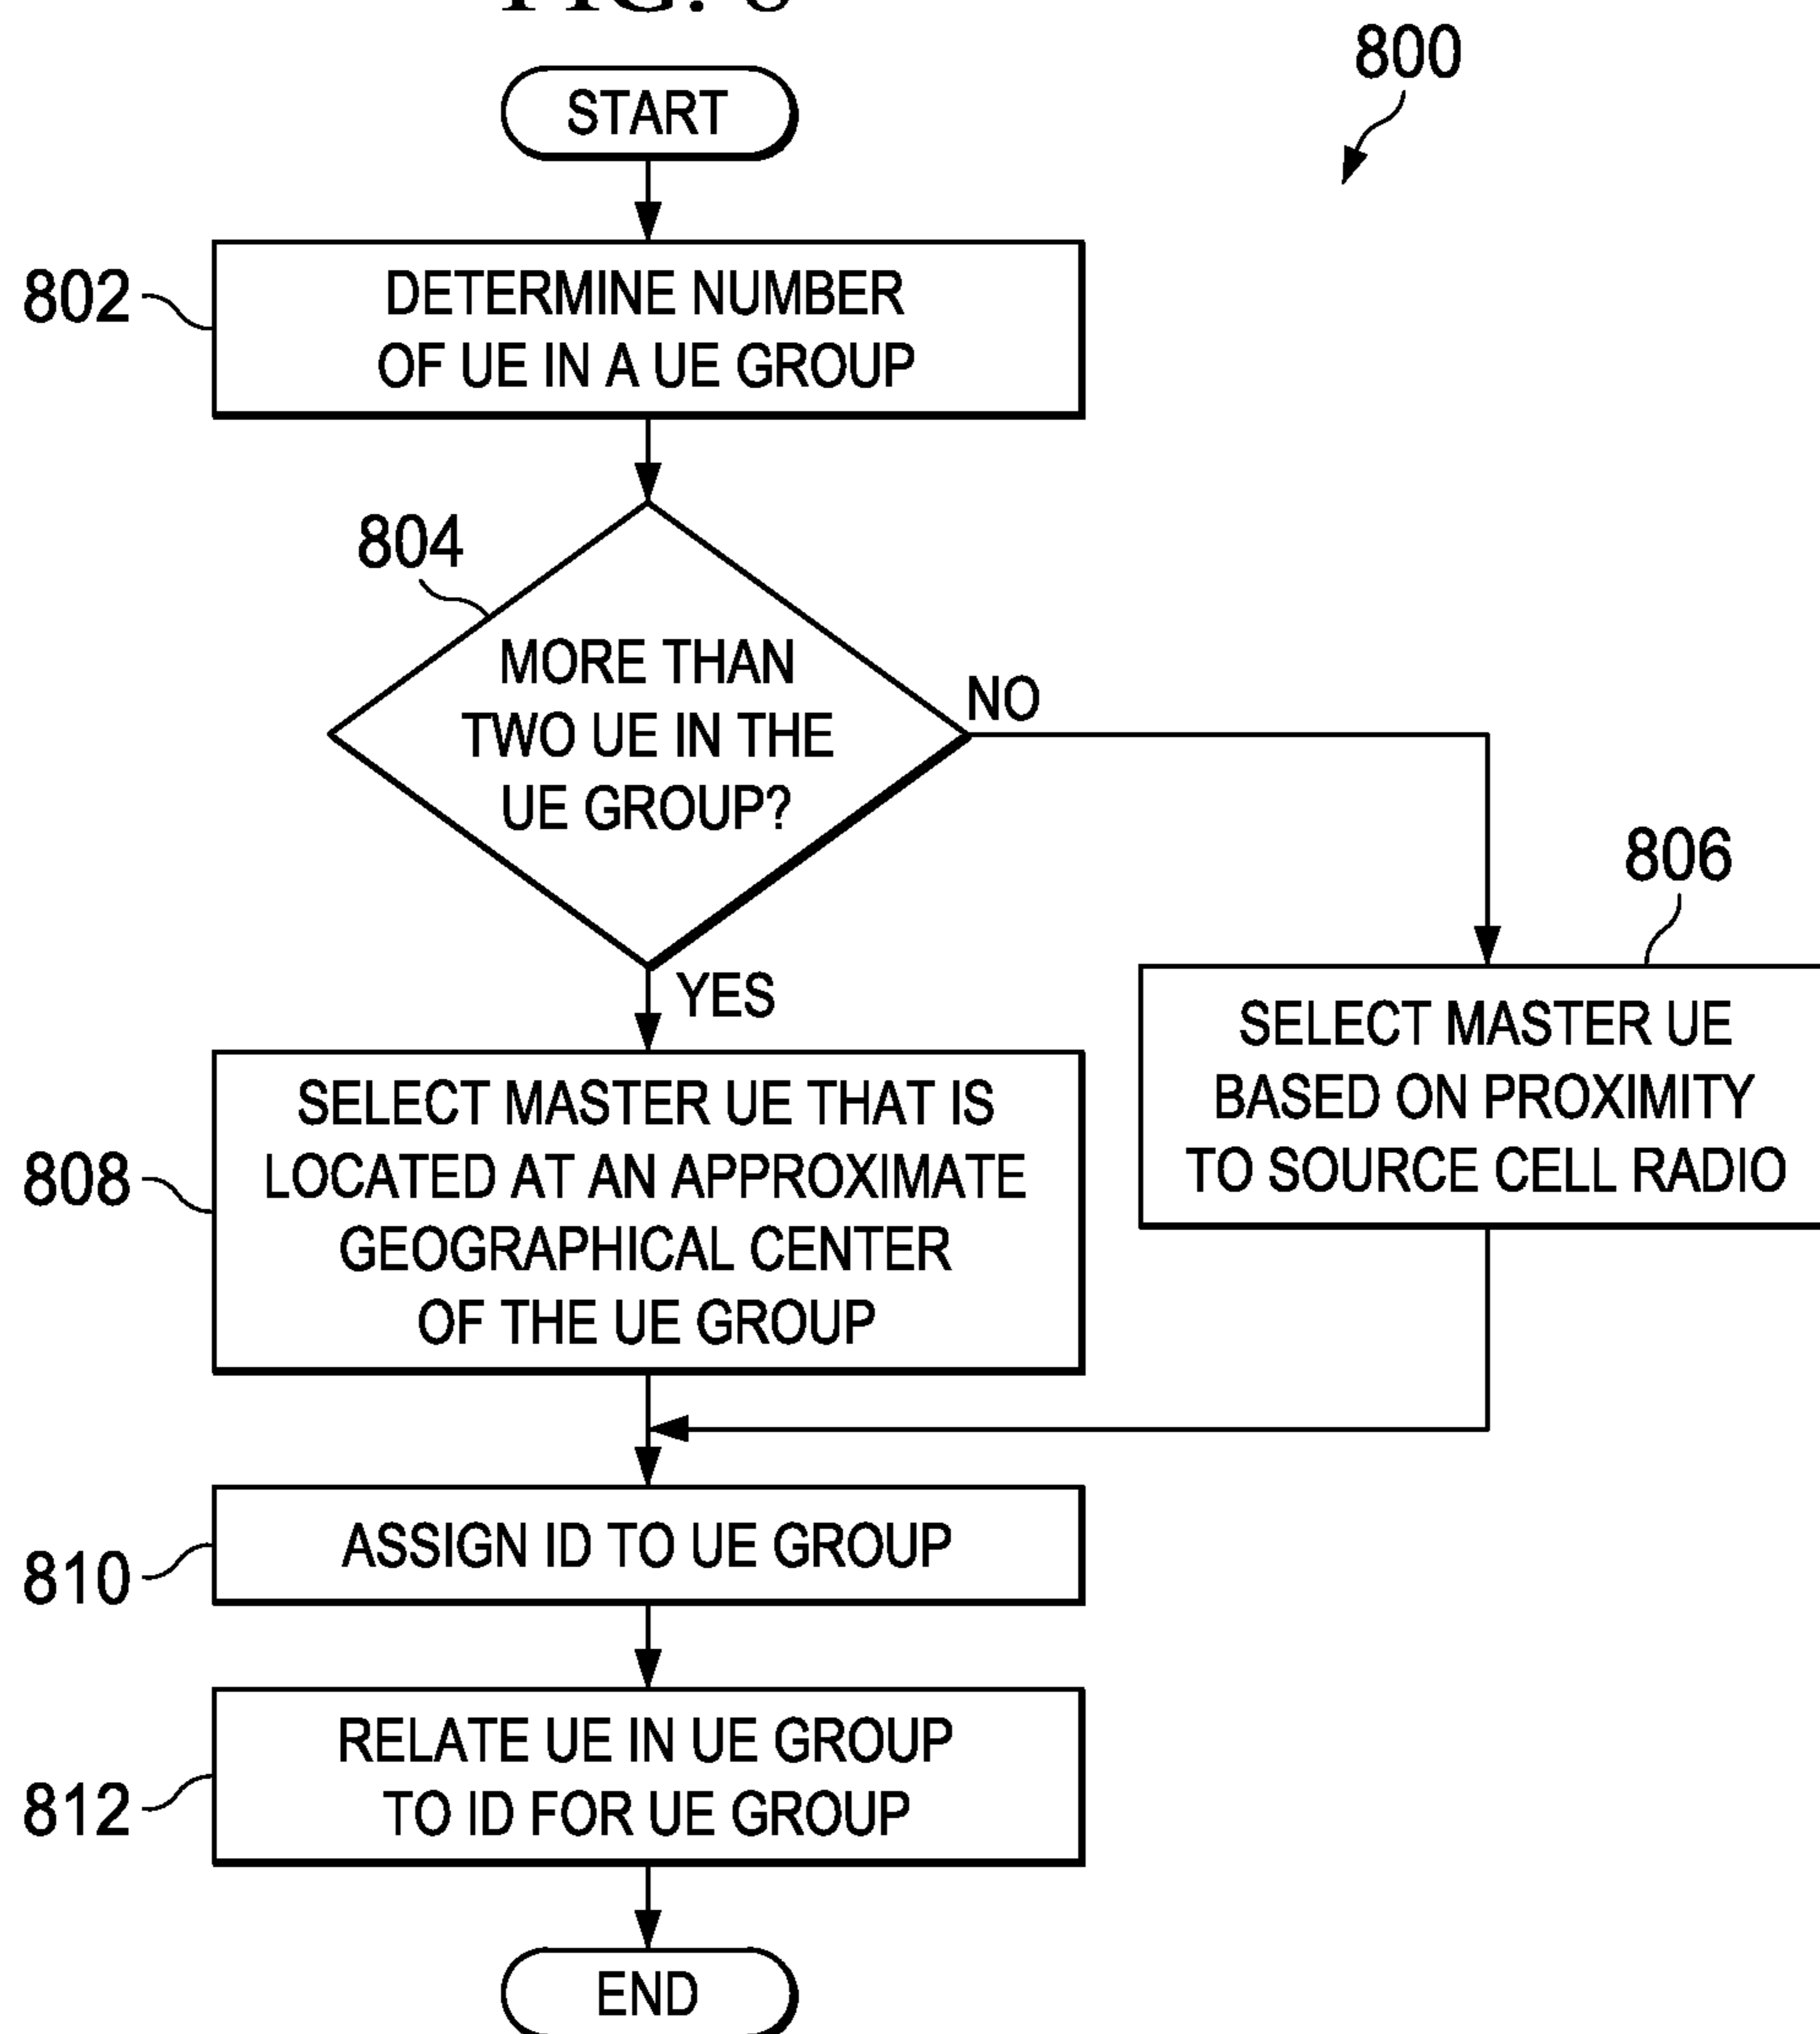 800
START
802
DETERMINE NUMBER
OF UE IN A UE GROUP
804
MORE THAN
TWO UE IN THE
UE GROUP?
NO
YES
806
SELECT MASTER UE
BASED ON PROXIMITY
TO SOURCE CELL RADIO
808
SELECT MASTER UE THAT IS
LOCATED AT AN APPROXIMATE
GEOGRAPHICAL CENTER
OF THE UE GROUP
810
ASSIGN ID TO UE GROUP
812
RELATE UE IN UE GROUP
TO ID FOR UE GROUP
END